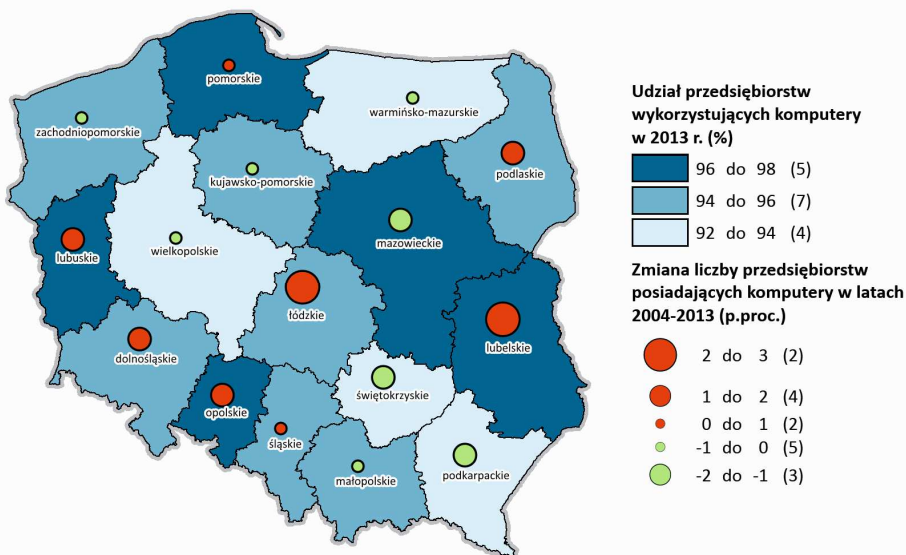 pomorskie
warmińsko-mazurskie
zachodniopomorskie
podlaskie
kujawsko-pomorskie
mazowieckie
wielkopolskie
lubuskie
łódzkie
lubelskie
dolnośląskie
świętokrzyskie
opolskie
śląskie
małopolskie
podkarpackie
Udział przedsiębiorstw
wykorzystujących komputery
w 2013 r. (%)
96 do 98 (5)
94 do 96 (7)
92 do 94 (4)
Zmiana liczby przedsiębiorstw
posiadających komputery w latach
2004-2013 (p.proc.)
2 do 3 (2)
1 do 2 (4)
0 do 1 (2)
-1 do 0 (5)
-2 do -1 (3)